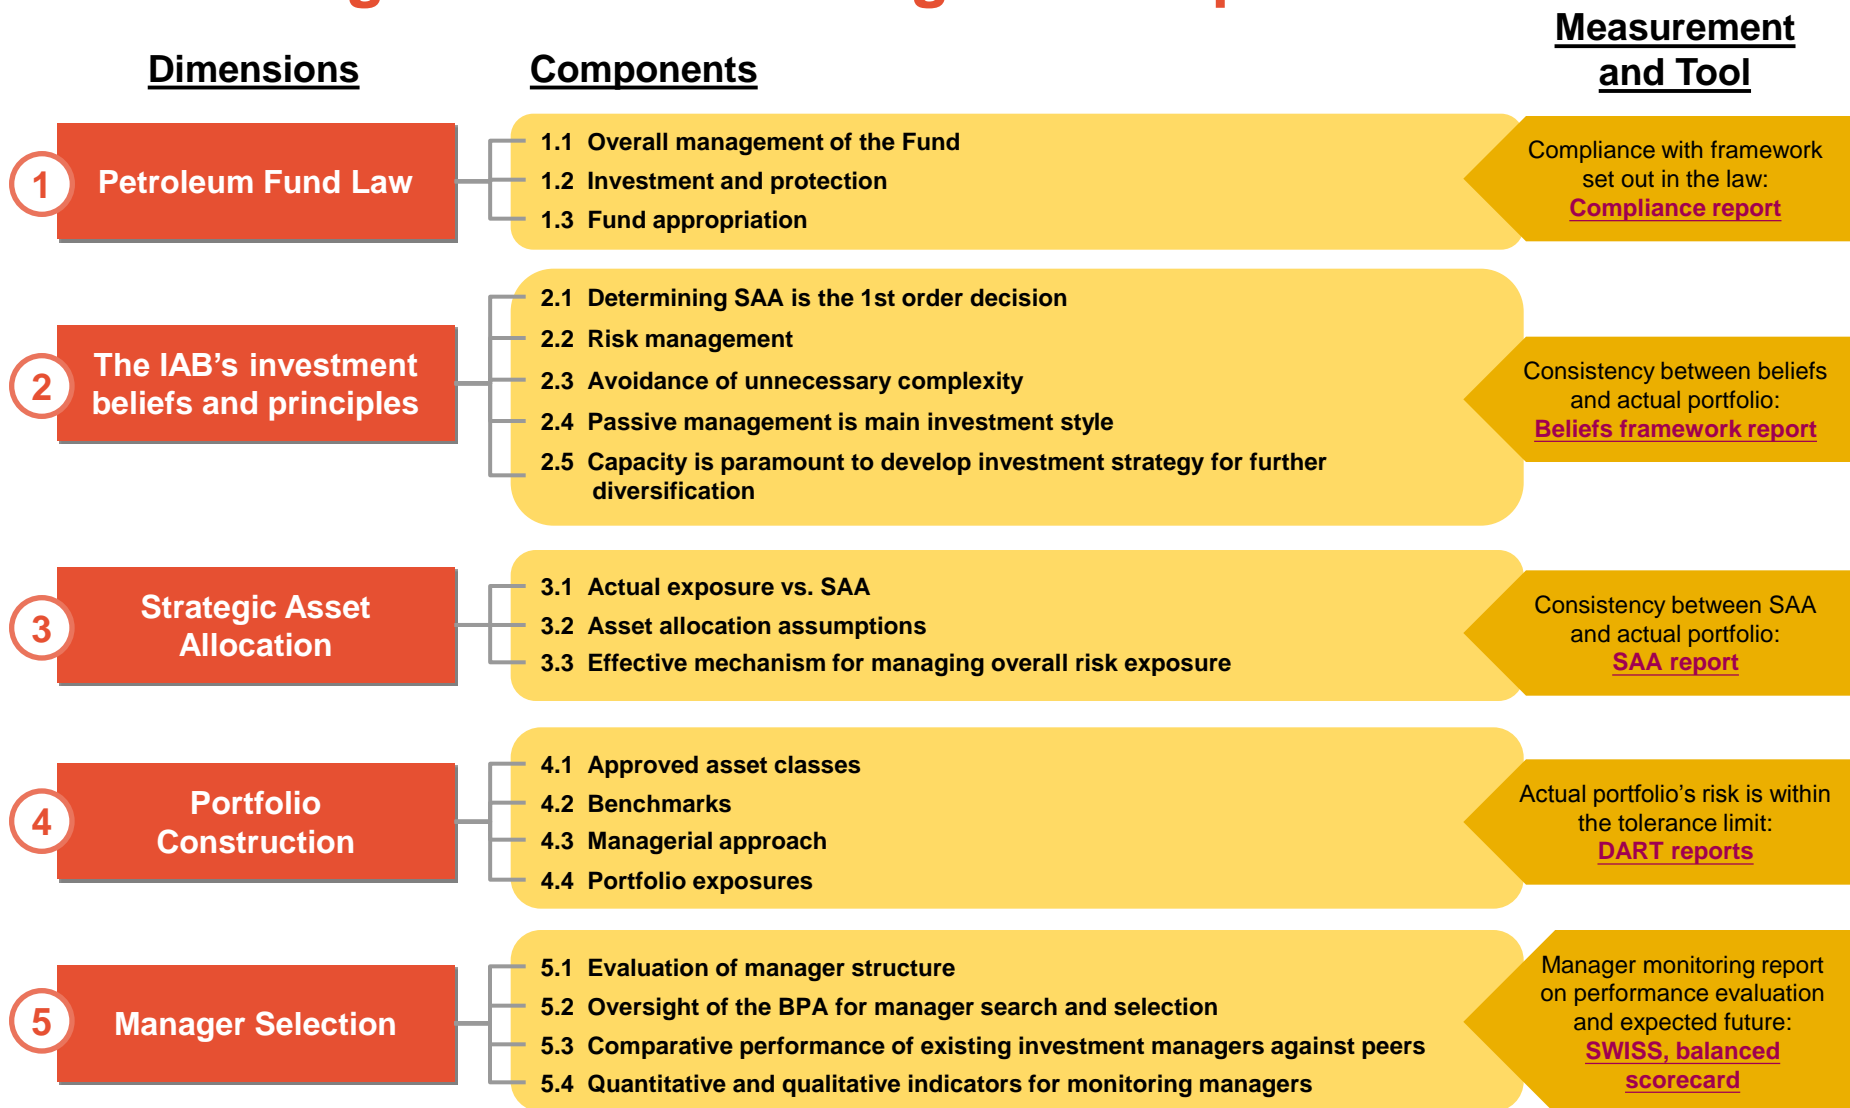 Dimensions
Components
Measurement
and Tool
1
Petroleum Fund Law
1.1 Overall management of the Fund
1.2 Investment and protection
1.3 Fund appropriation
Compliance with framework
set out in the law:
Compliance report
2
The IAB’s investment
beliefs and principles
2.1 Determining SAA is the 1st order decision
2.2 Risk management
2.3 Avoidance of unnecessary complexity
2.4 Passive management is main investment style
2.5 Capacity is paramount to develop investment strategy for further
diversification
Consistency between beliefs
and actual portfolio:
Beliefs framework report
3
Strategic Asset
Allocation
3.1 Actual exposure vs. SAA
3.2 Asset allocation assumptions
3.3 Effective mechanism for managing overall risk exposure
Consistency between SAA
and actual portfolio:
SAA report
4
Portfolio
Construction
4.1 Approved asset classes
4.2 Benchmarks
4.3 Managerial approach
4.4 Portfolio exposures
Actual portfolio’s risk is within
the tolerance limit:
DART reports
5
Manager Selection
5.1 Evaluation of manager structure
5.2 Oversight of the BPA for manager search and selection
5.3 Comparative performance of existing investment managers against peers
5.4 Quantitative and qualitative indicators for monitoring managers
Manager monitoring report
on performance evaluation
and expected future:
SWISS, balanced
scorecard